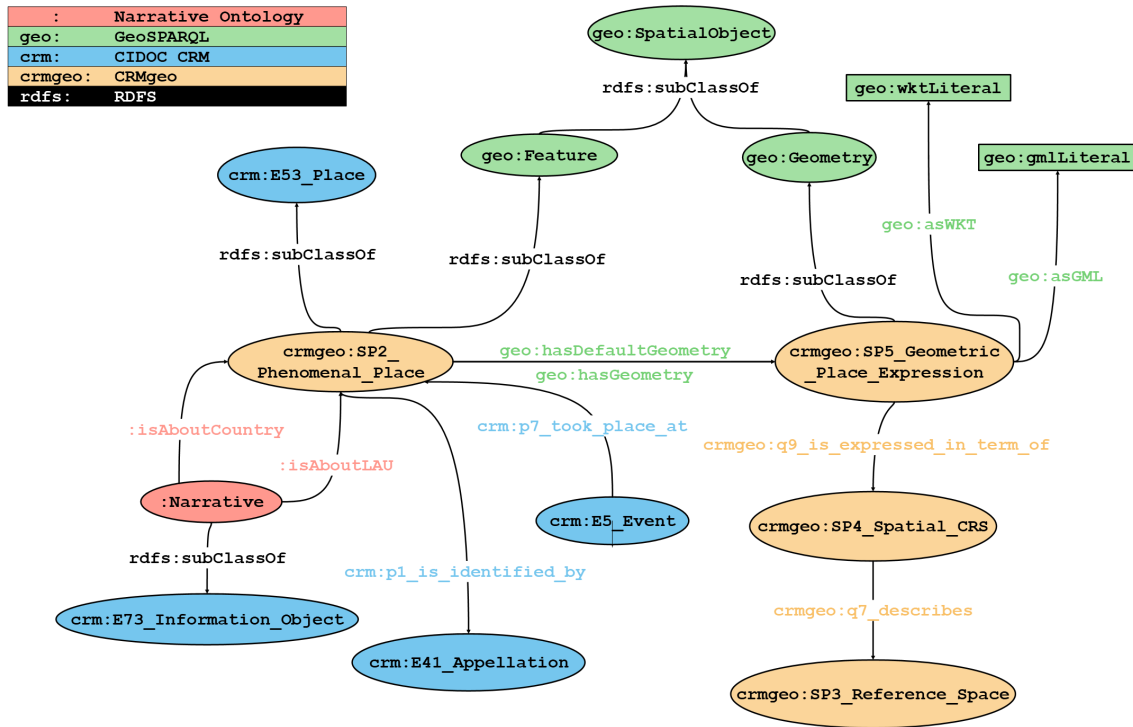 : Narrative Ontology
geo: GeoSPARQL
crm: CIDOC CRM
crmgeo: CRMgeo
rdfs: RDFS
geo:SpatialObject
rdfs:subClassOf
geo:wktLiteral
geo:Feature
geo:Geometry
geo:gmlLiteral
crm:E53_Place
geo:asWKT
rdfs:subClassOf
rdfs:subClassOf
rdfs:subClassOf
geo:asGML
crmgeo:SP2_
Phenomenal_Place
geo:hasDefaultGeometry
geo:hasGeometry
crmgeo:SP5_Geometric
_Place_Expression
:isAboutCountry
crm:p7_took_place_at
crmgeo:q9_is_expressed_in_term_of
:isAboutLAU
:Narrative
crm:E5_Event
crmgeo:SP4_Spatial_CRS
rdfs:subClassOf
crm:p1_is_identified_by
crmgeo:q7_describes
crm:E73_Information_Object
crm:E41_Appellation
crmgeo:SP3_Reference_Space